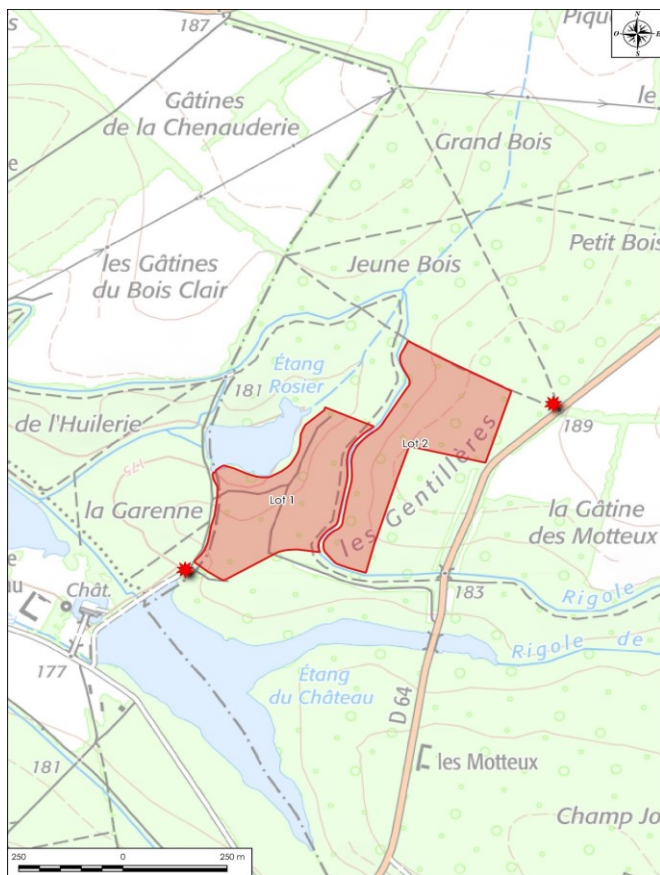 187
Gâtines
de la Chenauderie
le
Grand Bois
N
O
E
S
Petit Bois
les Gâtines
du Bois Clair
Jeune Bois
181
Étang
Rosier
de l'Huilerie
189
Lot 2
les Gentillères
175
la Garenne
Lot 1
la Gâtine
des Motteux
Chât.
183
Rigole
177
Rigole de
Étang
du Château
D 64
181
les Motteux
Champ Jo
250
0
250 m